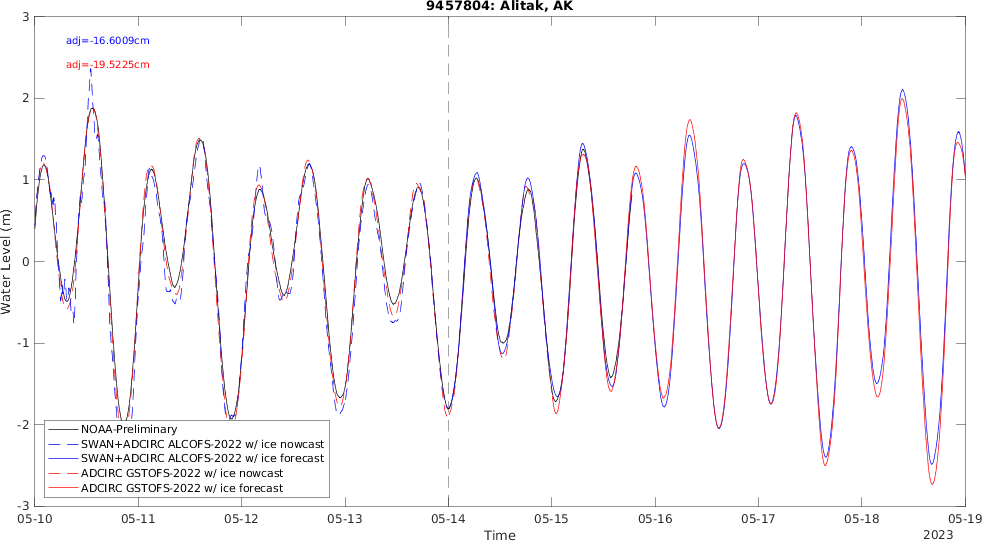 9457804: Alitak, AK
3
2
1
0
-1
-2
-3
Water Level (m)
adj=-16.6009cm
adj=-19.5225cm
NOAA-Preliminary
SWAN+ADCIRC ALCOFS-2022 w/ ice nowcast
SWAN+ADCIRC ALCOFS-2022 w/ ice forecast
ADCIRC GSTOFS-2022 w/ ice nowcast
ADCIRC GSTOFS-2022 w/ ice forecast
05-10 05-11 05-12 05-13 05-14 05-15 05-16 05-17 05-18 05-19
Time
2023